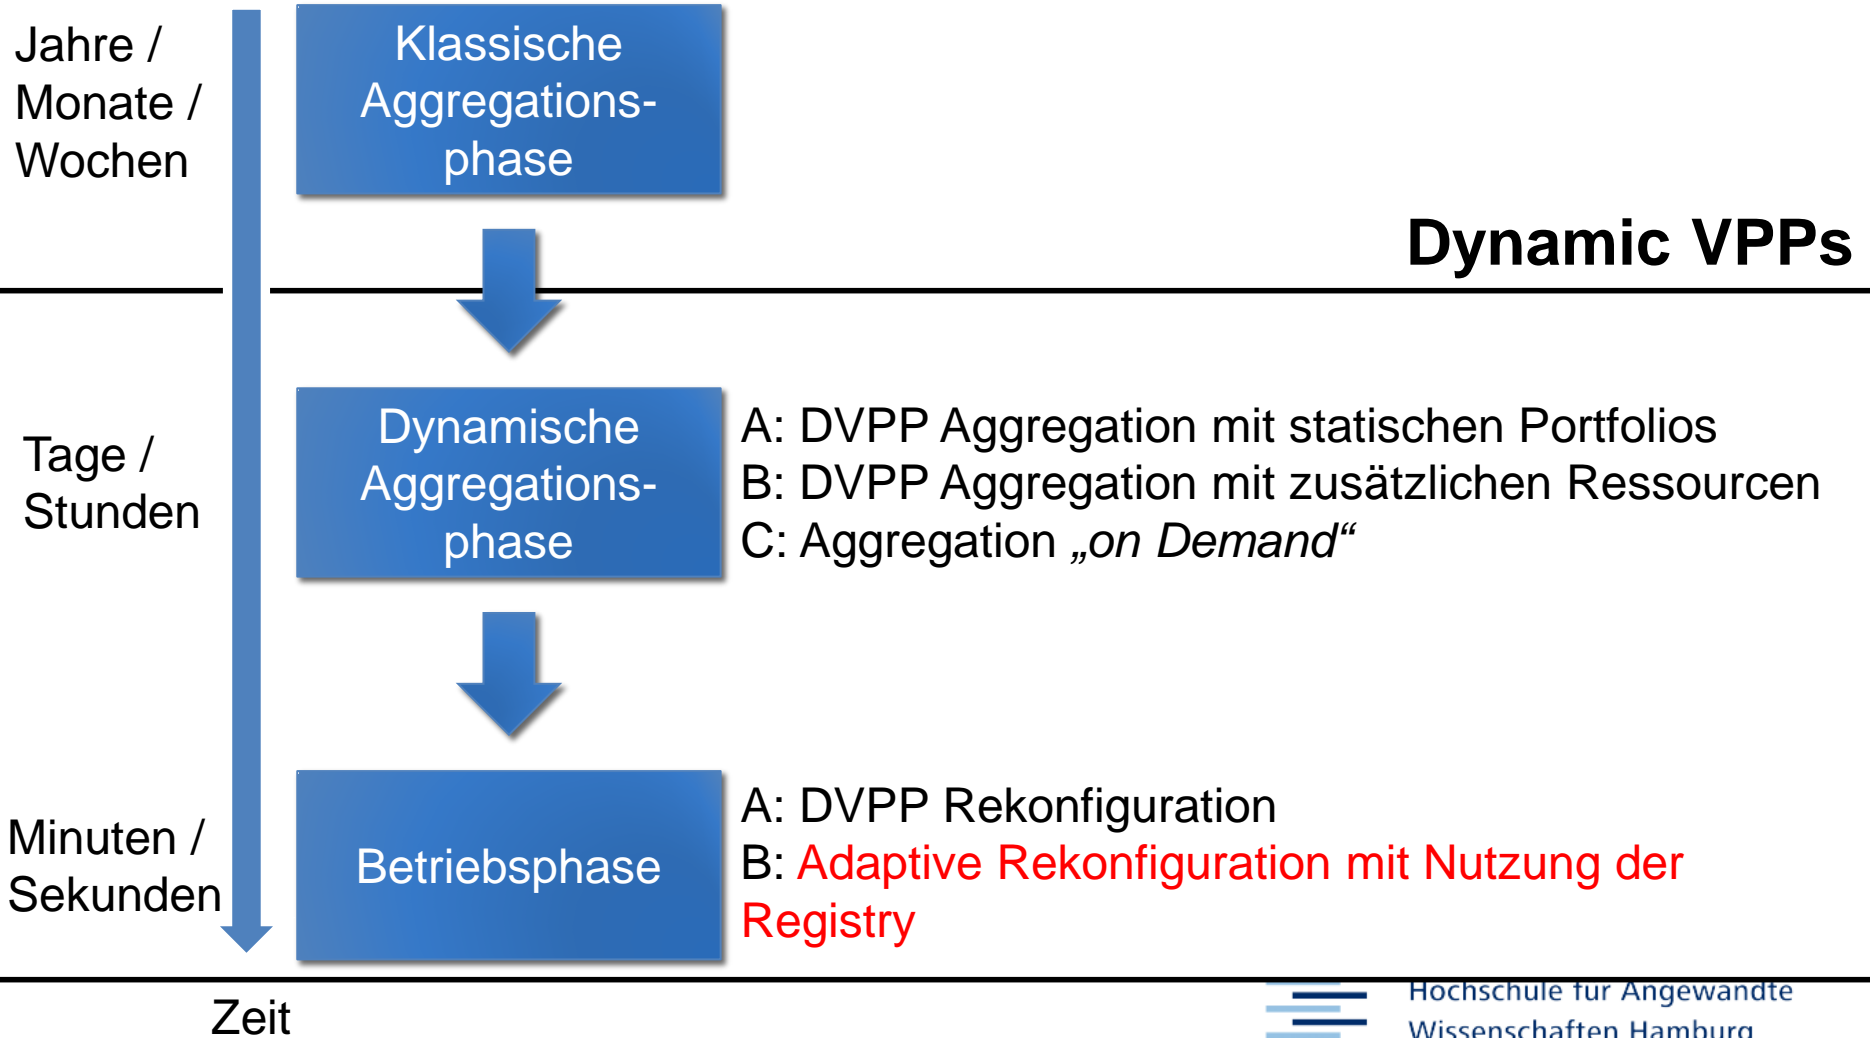 Jahre /
Monate /
Wochen
Klassische
Aggregations-
phase
Dynamic VPPs
Tage /
Stunden
Dynamische
Aggregations-
phase
A: DVPP Aggregation mit statischen Portfolios
B: DVPP Aggregation mit zusätzlichen Ressourcen
C: Aggregation „on Demand“
Minuten /
Sekunden
Betriebsphase
A: DVPP Rekonfiguration
B: Adaptive Rekonfiguration mit Nutzung der
Registry
Zeit
Hochschule für Angewandte
Wissenschaften Hamburg